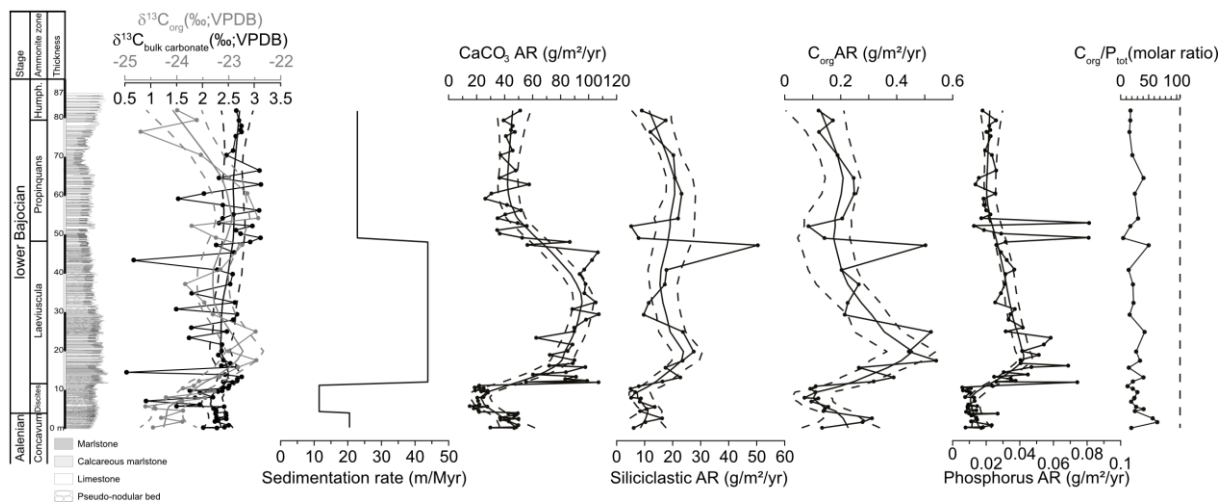 Stage
Ammonite zone
Thickness
δ¹³Corg(‰;VPDB)
δ¹³Cbulk carbonate(‰;VPDB)
-25 -24 -23 -22
0.5 1 1.5 2 2.5 3 3.5
CaCO₃ AR (g/m²/yr)
0 20 40 60 80 100 120
CorgAR (g/m²/yr)
0 0.2 0.4 0.6
Corg/Ptot(molar ratio)
0 50 100
lower Bajocian
Aalenian
Humph.
Propinquans
Laeviuscula
Discites
Concavum
87
80
70
60
50
40
30
20
10
0 m
0 10 20 30 40 50
Sedimentation rate (m/Myr)
0 10 20 30 40 50 60
Siliciclastic AR (g/m²/yr)
0 0.02 0.04 0.06 0.08 0.1
Phosphorus AR (g/m²/yr)
Marlstone
Calcareous marlstone
Limestone
Pseudo-nodular bed